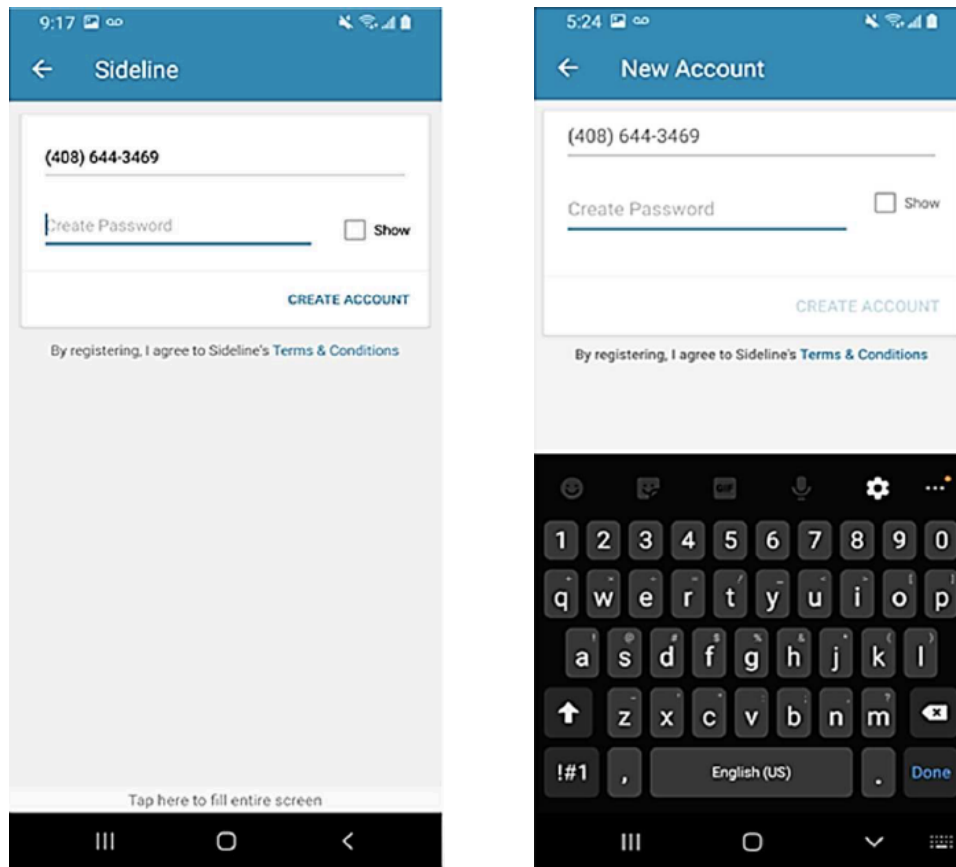 9:17
Sideline
(408) 644-3469
Create Password
Show
CREATE ACCOUNT
By registering, I agree to Sideline's Terms & Conditions
Tap here to fill entire screen
5:24
New Account
(408) 644-3469
Create Password
Show
CREATE ACCOUNT
By registering, I agree to Sideline's Terms & Conditions
GIF
1 2 3 4 5 6 7 8 9 0
q w e r t y u i o p
a s d f g h j k l
z x c v b n m
!#1 , English (US) . Done